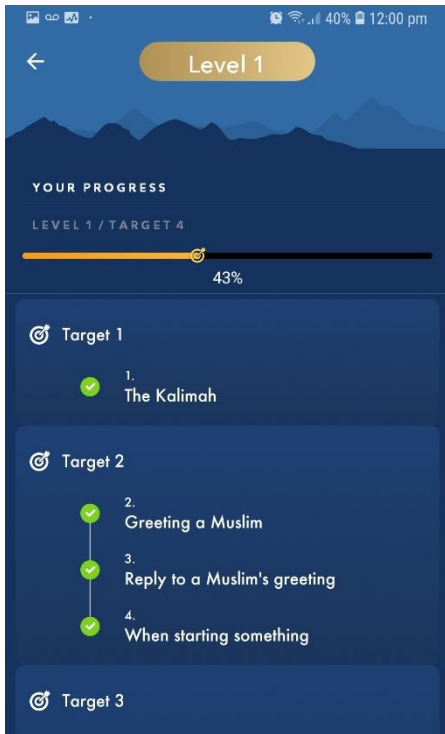 40% 12:00 pm
Level 1
YOUR PROGRESS
LEVEL 1 / TARGET 4
43%
Target 1
1.
The Kalimah
Target 2
2.
Greeting a Muslim
3.
Reply to a Muslim's greeting
4.
When starting something
Target 3